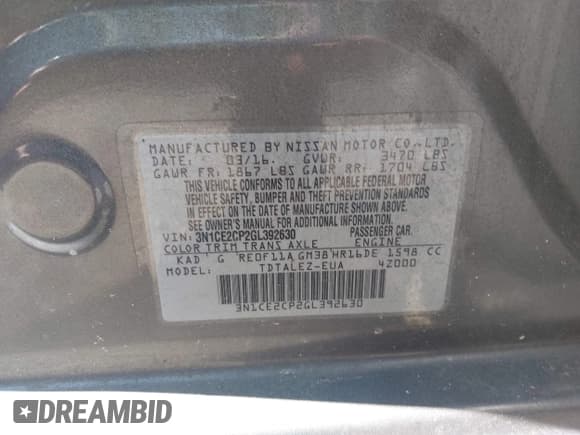 MANUFACTURED BY NISSAN MOTOR CO., LTD.
DATE: 03/16. GVWR: 3470 LBS
GAWR FR: 1867 LBS GAWR RR: 1704 LBS
THIS VEHICLE CONFORMS TO ALL APPLICABLE FEDERAL MOTOR
VEHICLE SAFETY, BUMPER AND THEFT PREVENTION STANDARDS
IN EFFECT ON THE DATE OF MANUFACTURE SHOWN ABOVE.
SEE OWNER'S MANUAL FOR ADDITIONAL INFORMATION.
VIN: 3N1CE2CP2GL392630 PASSENGER CAR.
COLOR TRIM TRANS AXLE ENGINE
KAD G RE0F11A GM38 HR16DE 1598 CC
MODEL: TDTALEZ-EUA 42000
3N1CE2CP2GL392630
DREAMBID